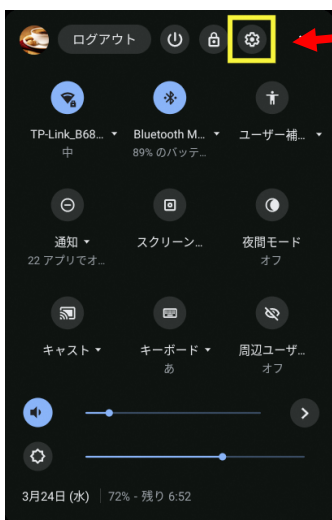 ログアウト
TP-Link_B68... Bluetooth M... ユーザー補...
中 89% のバッテ...
通知 スクリーン... 夜間モード
22 アプリでオ... オフ
キャスト キーボード 周辺ユーザ...
あ オフ
3月24日 (水) 72% - 残り 6:52